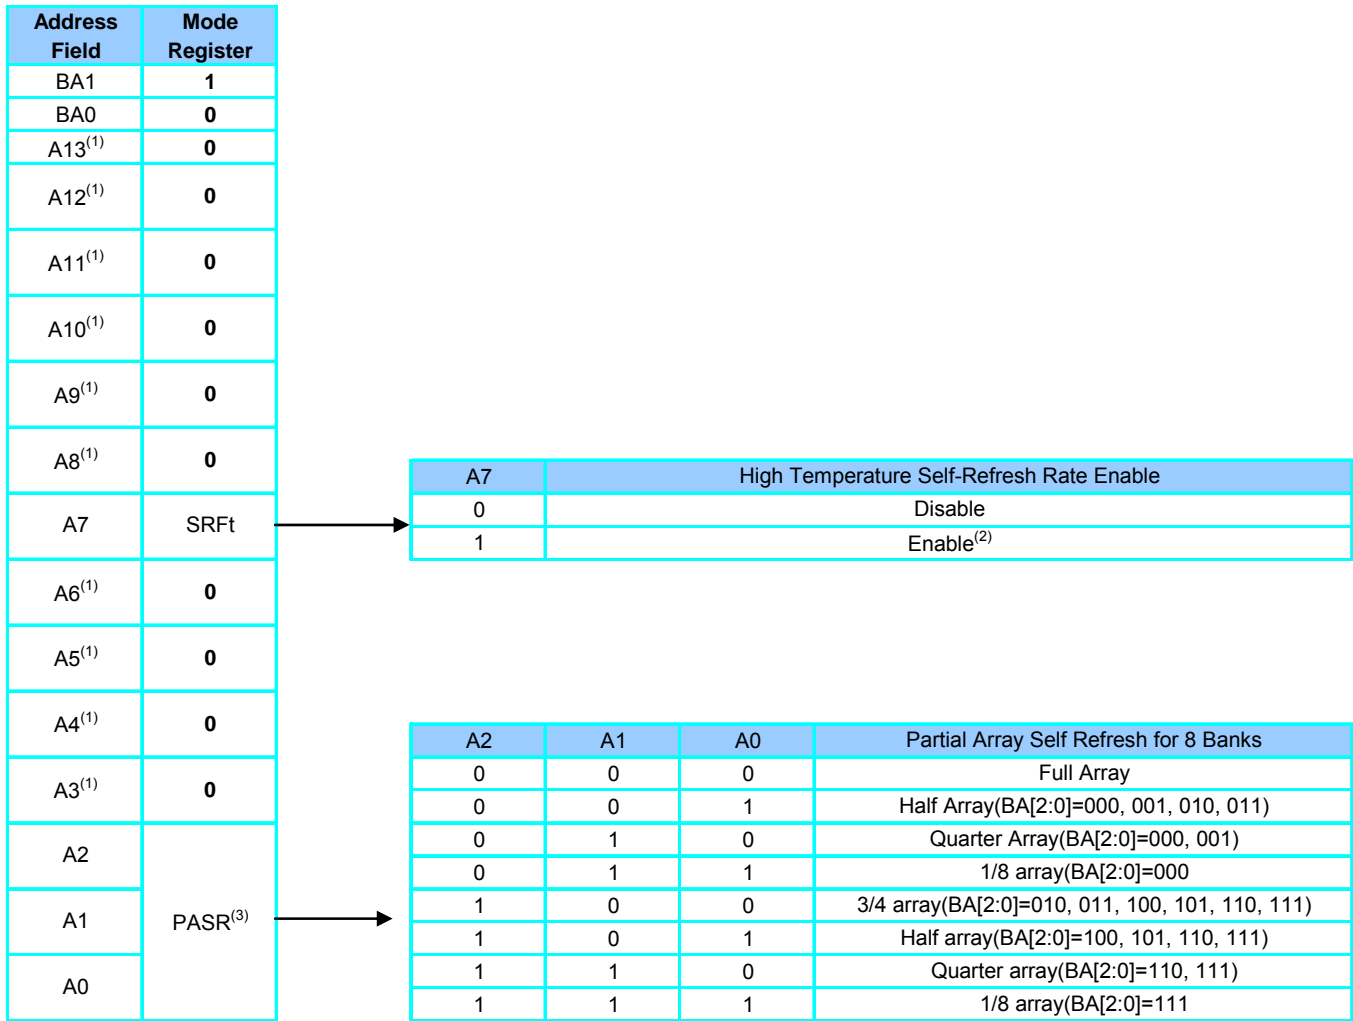 Address Field Mode Register
BA1 1
BA0 0
A13(1) 0
A12(1) 0
A11(1) 0
A10(1) 0
A9(1) 0
A8(1) 0
A7 SRFt
A6(1) 0
A5(1) 0
A4(1) 0
A3(1) 0
A2
A1 PASR(3)
A0
A7 High Temperature Self-Refresh Rate Enable
0 Disable
1 Enable(2)
A2 A1 A0 Partial Array Self Refresh for 8 Banks
0 0 0 Full Array
0 0 1 Half Array(BA[2:0]=000, 001, 010, 011)
0 1 0 Quarter Array(BA[2:0]=000, 001)
0 1 1 1/8 array(BA[2:0]=000
1 0 0 3/4 array(BA[2:0]=010, 011, 100, 101, 110, 111)
1 0 1 Half array(BA[2:0]=100, 101, 110, 111)
1 1 0 Quarter array(BA[2:0]=110, 111)
1 1 1 1/8 array(BA[2:0]=111